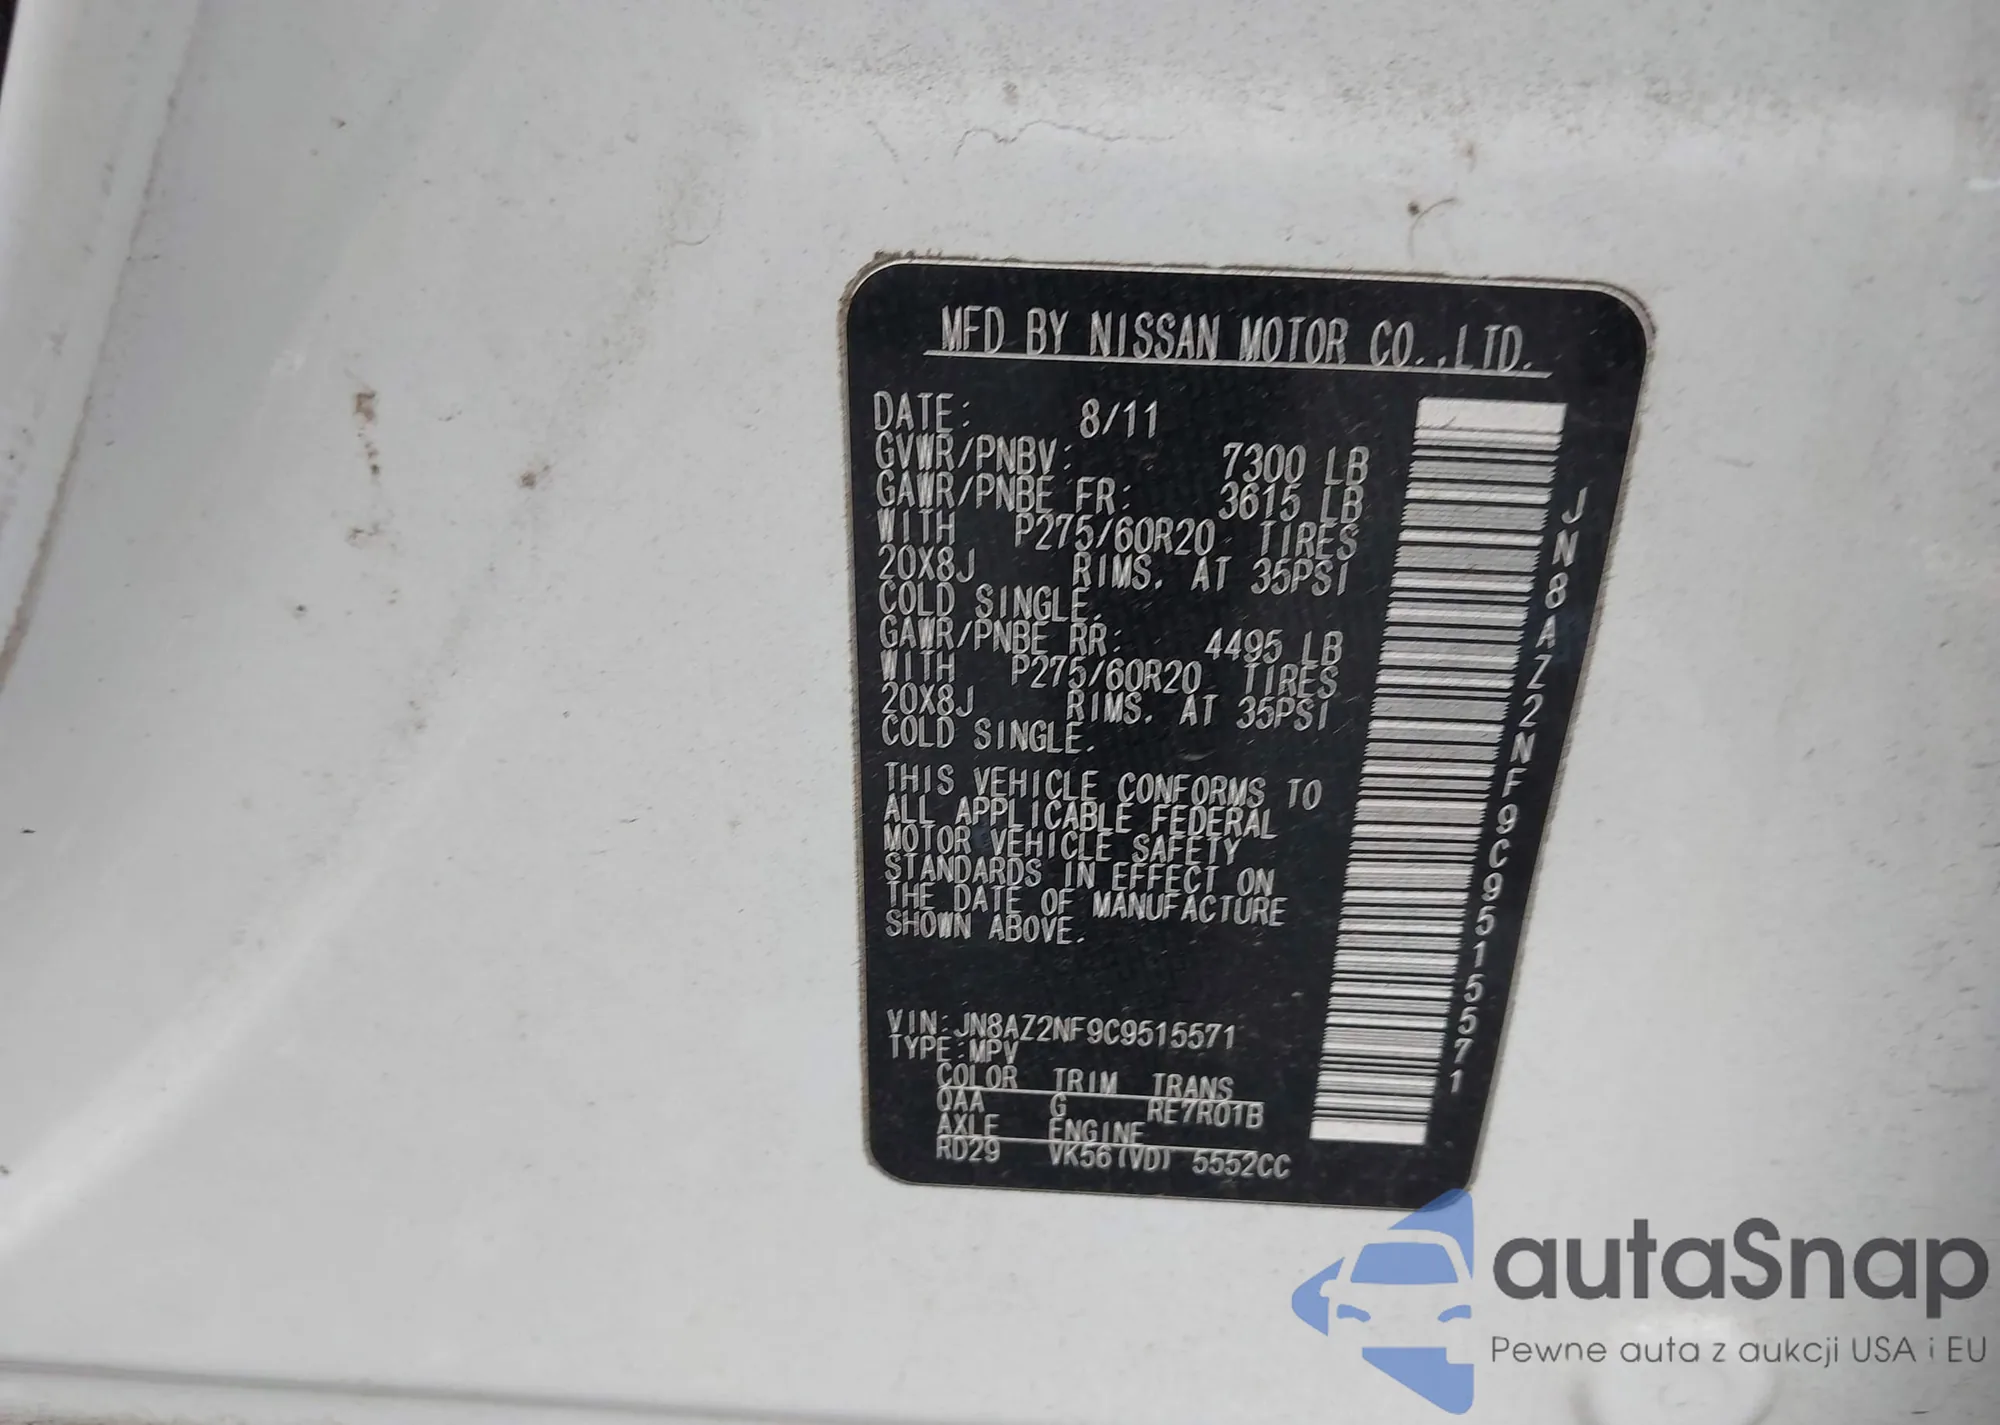 MFD BY NISSAN MOTOR CO.,LTD.
DATE: 8/11
GVWR/PNBV: 7300 LB
GAWR/PNBE FR: 3615 LB
WITH P275/60R20 TIRES
20X8J RIMS. AT 35PSI
COLD SINGLE.
GAWR/PNBE RR: 4495 LB
WITH P275/60R20 TIRES
20X8J RIMS. AT 35PSI
COLD SINGLE.
THIS VEHICLE CONFORMS TO
ALL APPLICABLE FEDERAL
MOTOR VEHICLE SAFETY
STANDARDS IN EFFECT ON
THE DATE OF MANUFACTURE
SHOWN ABOVE.
VIN:JN8AZ2NF9C9515571
TYPE:MPV
COLOR TRIM TRANS
QAA G RE7R01B
AXLE ENGINE
RD29 VK56(VD) 5552CC
JN8AZ2NF9C9515571
autaSnap
Pewne auta z aukcji USA i EU